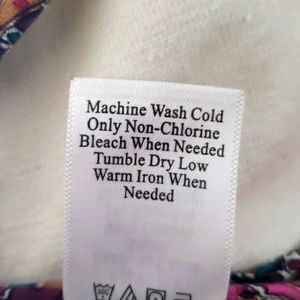 Machine Wash Cold
Only Non-Chlorine
Bleach When Needed
Tumble Dry Low
Warm Iron When
Needed